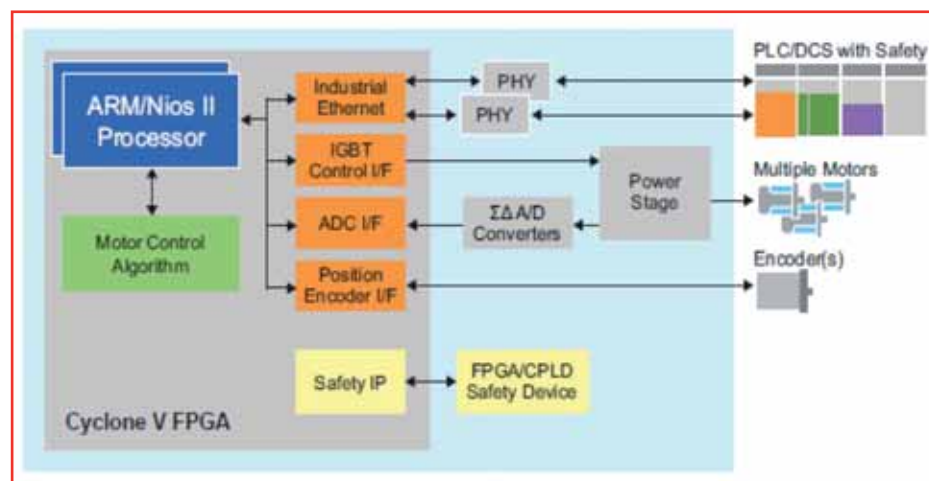 PLC/DCS with Safety
ARM/Nios II
Processor
Industrial
Ethernet
PHY
PHY
IGBT
Control I/F
Power
Stage
Multiple Motors
Motor Control
Algorithm
ADC I/F
ΣΔ A/D
Converters
Position
Encoder I/F
Encoder(s)
Safety IP
FPGA/CPLD
Safety Device
Cyclone V FPGA